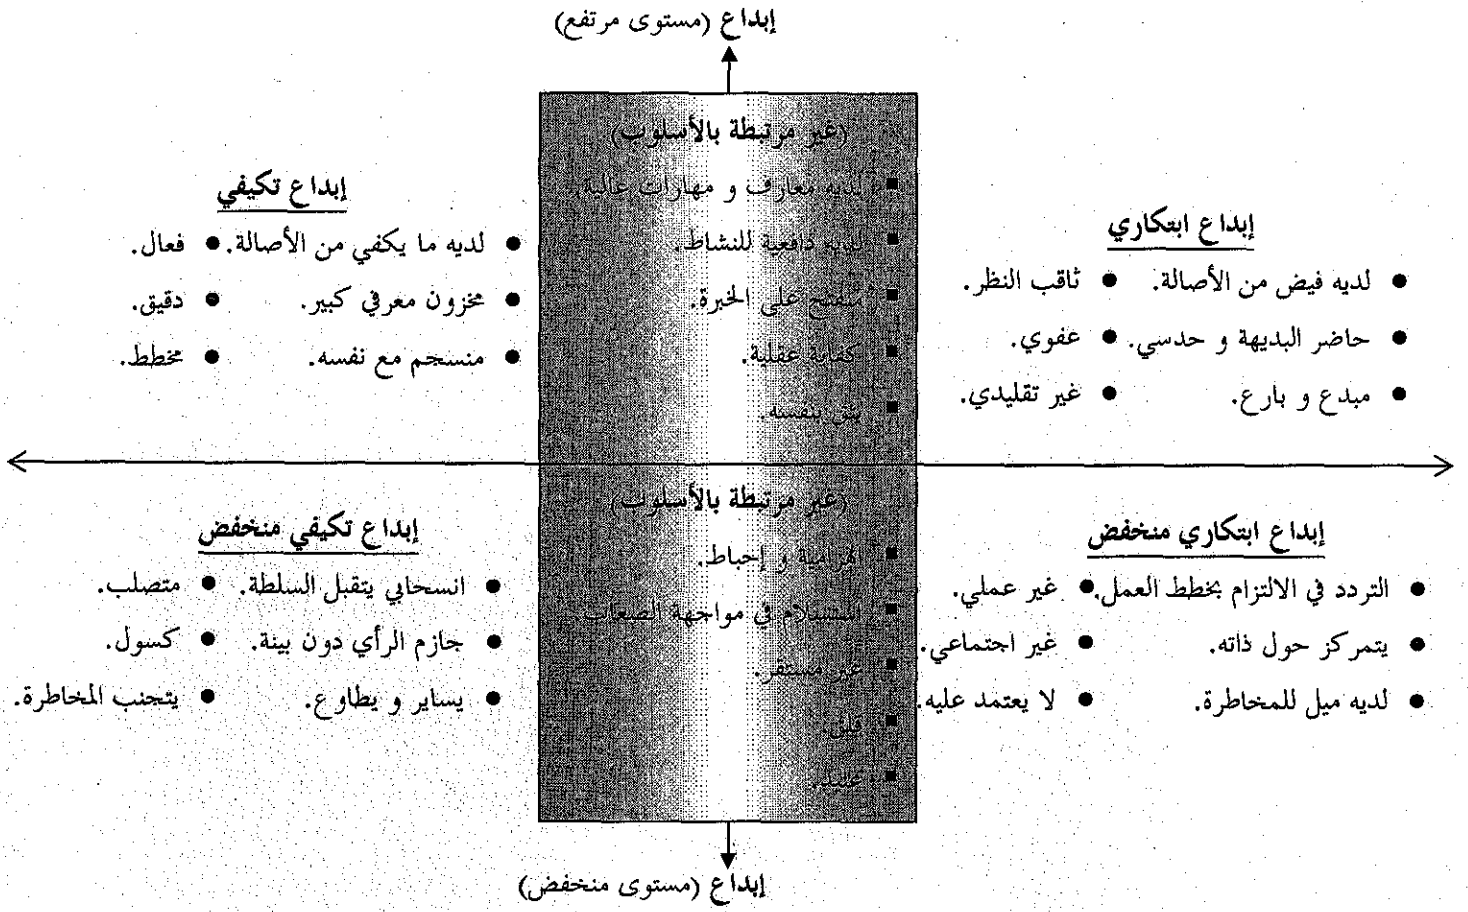 إبداع (مستوى مرتفع)
(غير مرتبطة بالأسلوب)
■ لديه معارف و مهارات عالية.
■ لديه دافعية للنشاط.
■ متفتح على الخبرة.
■ كفاية عقلية.
■ يثق بنفسه.
إبداع ابتكاري
● لديه فيض من الأصالة. ● ثاقب النظر.
● حاضر البديهة و حدسي. ● عفوي.
● مبدع و بارع. ● غير تقليدي.
إبداع تكيفي
● لديه ما يكفي من الأصالة. ● فعال.
● مخزون معرفي كبير. ● دقيق.
● منسجم مع نفسه. ● مخطط.
إبداع ابتكاري منخفض
● التردد في الالتزام بخطط العمل. ● غير عملي.
● يتمركز حول ذاته. ● غير اجتماعي.
● لديه ميل للمخاطرة. ● لا يعتمد عليه.
(غير مرتبطة بالأسلوب)
■ و إحباط.
■ في مواجهة الصعاب
■ غير مستقر.
■ قلق.
■ عنيد.
إبداع تكيفي منخفض
● انسحابي يتقبل السلطة. ● متصلب.
● جازم الرأي دون بينة. ● كسول.
● يساير و يطاوع. ● يتجنب المخاطرة.
إبداع (مستوى منخفض)